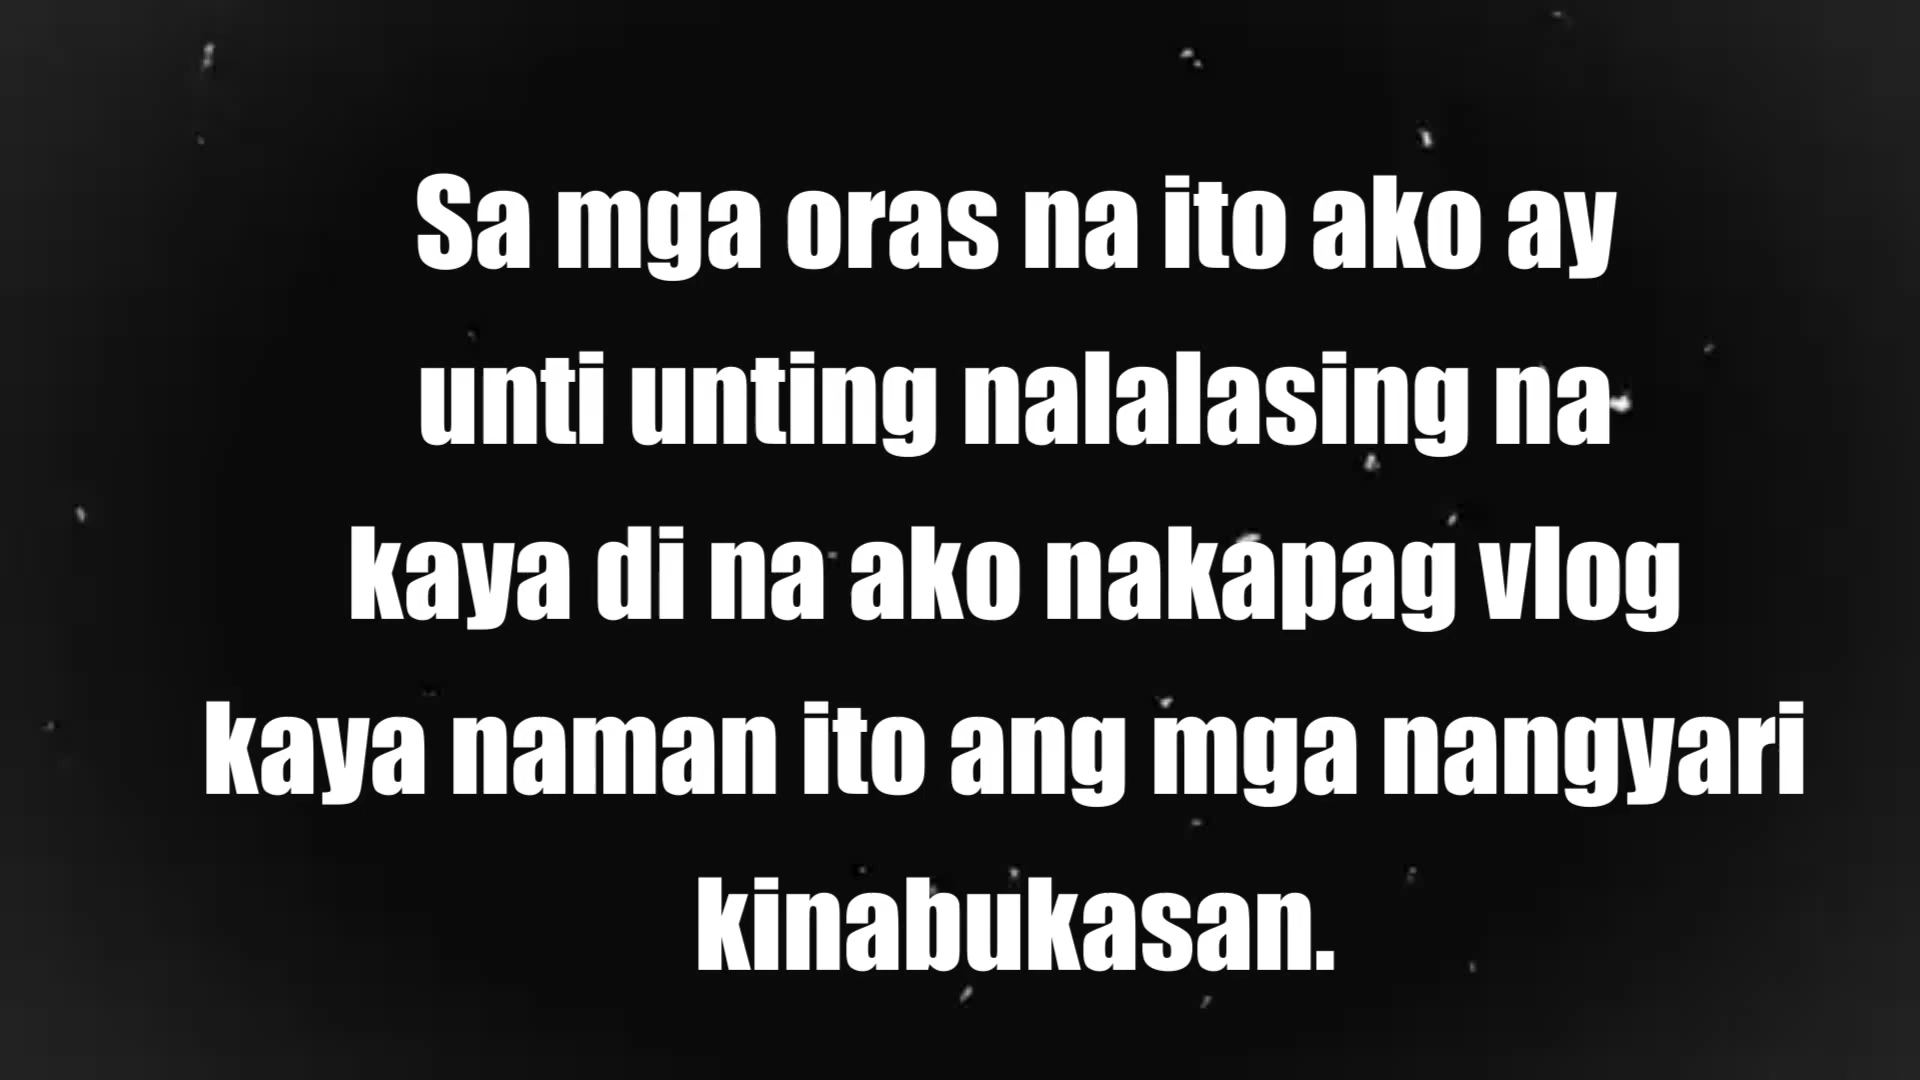 Sa mga oras na ito ako ay
unti unting nalalasing na
kaya di na ako nakapag vlog
kaya naman ito ang mga nangyari
kinabukasan.